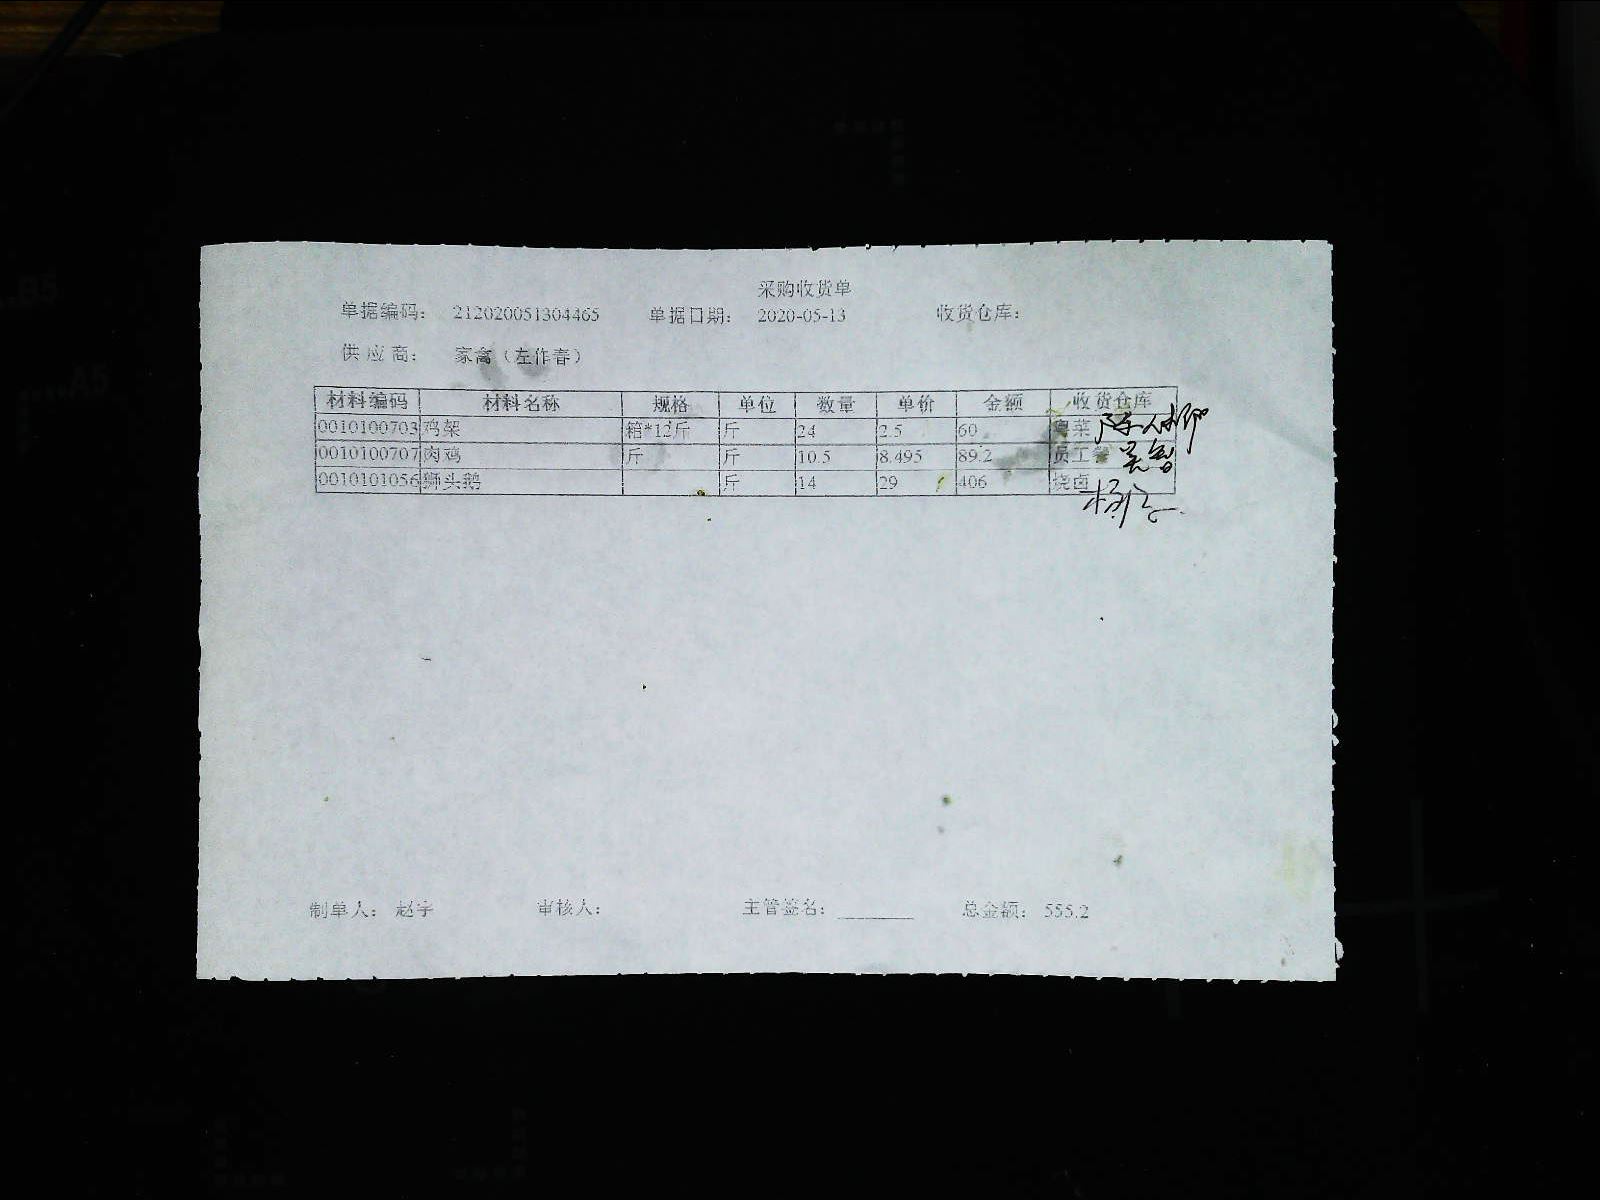 采购收货单
单据编码： 212020051304465 单据日期： 2020-05-13 收货仓库：
供应商： 家禽（左作春）
材料编码 材料名称 规格 单位 数量 单价 金额 收货仓库
0010100703 鸡架 箱*12斤 斤 24 2.5 60 粤菜
0010100707 肉鸡 斤 斤 10.5 8.495 89.2 员工餐
0010101056 狮头鹅 斤 14 29 406 烧卤
制单人： 赵宇 审核人： 主管签名： 总金额： 555.2